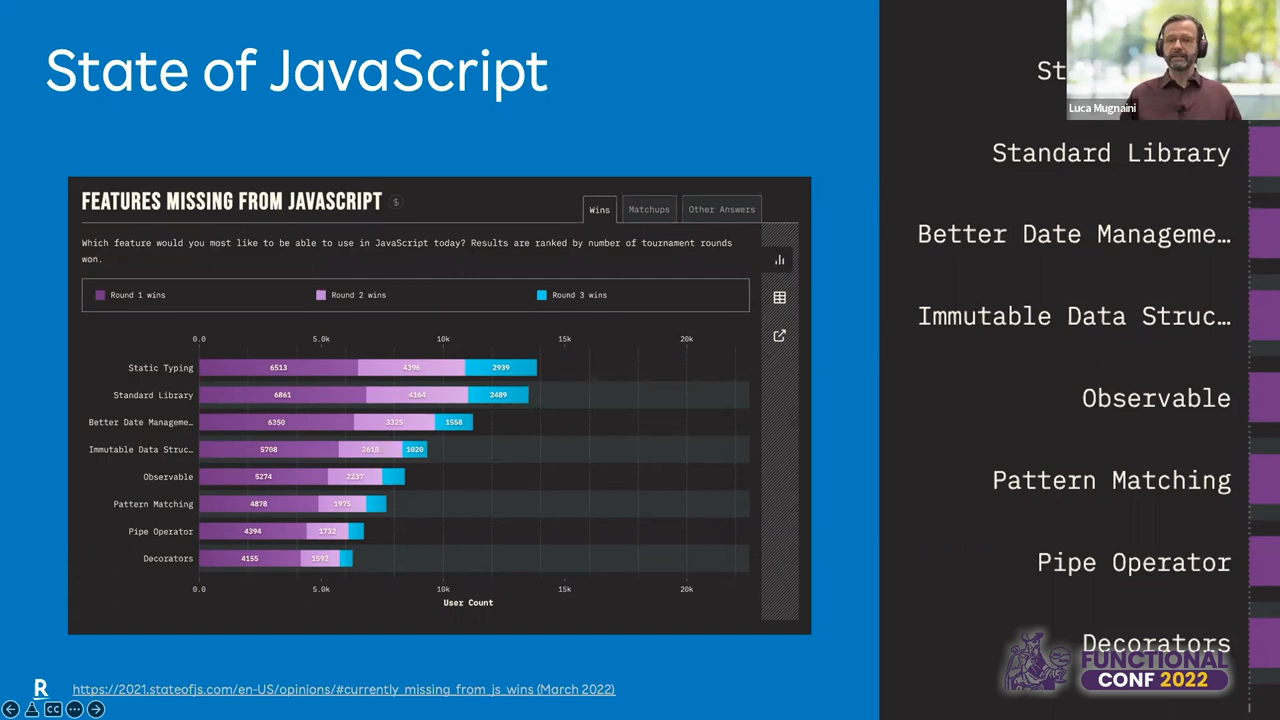 State of JavaScript
FEATURES MISSING FROM JAVASCRIPT $
Wins
Matchups
Other Answers
Which feature would you most like to be able to use in JavaScript today? Results are ranked by number of tournament rounds
won.
Round 1 wins
Round 2 wins
Round 3 wins
0.0 5.0k 10k 15k 20k
Static Typing 6513 4396 2939
Standard Library 6861 4164 2489
Better Date Manageme… 6350 3325 1558
Immutable Data Struc… 5708 2618 1020
Observable 5274 2237
Pattern Matching 4878 1975
Pipe Operator 4394 1732
Decorators 4155 1592
0.0 5.0k 10k 15k 20k
User Count
R
https://2021.stateofjs.com/en-US/opinions/#currently_missing_from_js_wins (March 2022)
CC
St
Luca Mugnaini
Standard Library
Better Date Manageme…
Immutable Data Struc…
Observable
Pattern Matching
Pipe Operator
Decorators
FUNCTIONAL
CONF 2022